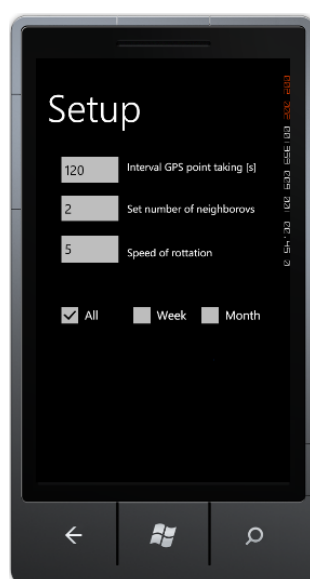 Setup
120 Interval GPS point taking [s]
2 Set number of neighborovs
5 Speed of rottation
All Week Month